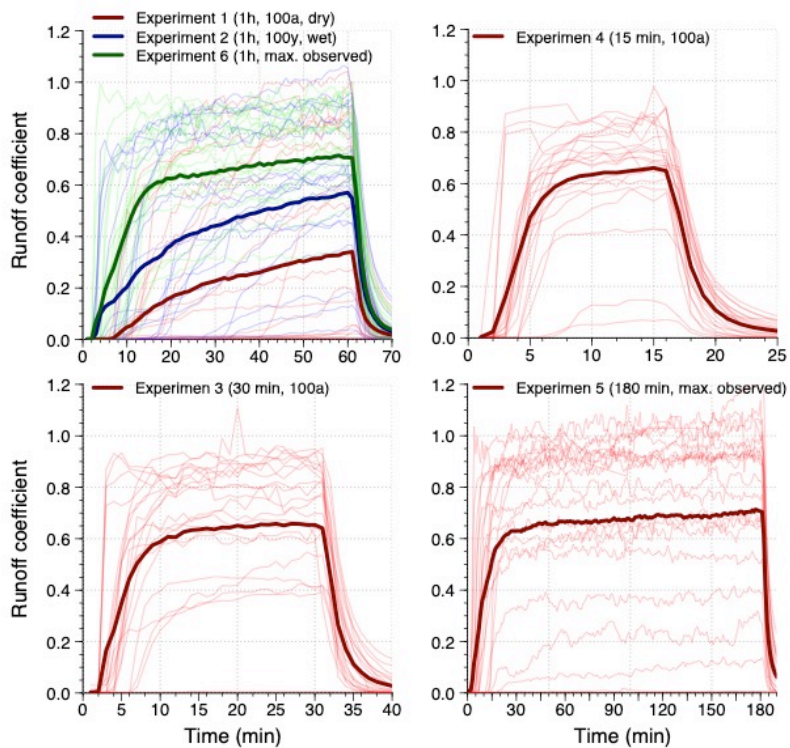 Experiment 1 (1h, 100a, dry)
Experiment 2 (1h, 100y, wet)
Experiment 6 (1h, max. observed)
Runoff coefficient
1.2
1.0
0.8
0.6
0.4
0.2
0.0
0 10 20 30 40 50 60 70
Experimen 4 (15 min, 100a)
1.2
1.0
0.8
0.6
0.4
0.2
0.0
0 5 10 15 20 25
Experimen 3 (30 min, 100a)
Runoff coefficient
1.2
1.0
0.8
0.6
0.4
0.2
0.0
0 5 10 15 20 25 30 35 40
Time (min)
Experimen 5 (180 min, max. observed)
1.2
1.0
0.8
0.6
0.4
0.2
0.0
0 30 60 90 120 150 180
Time (min)